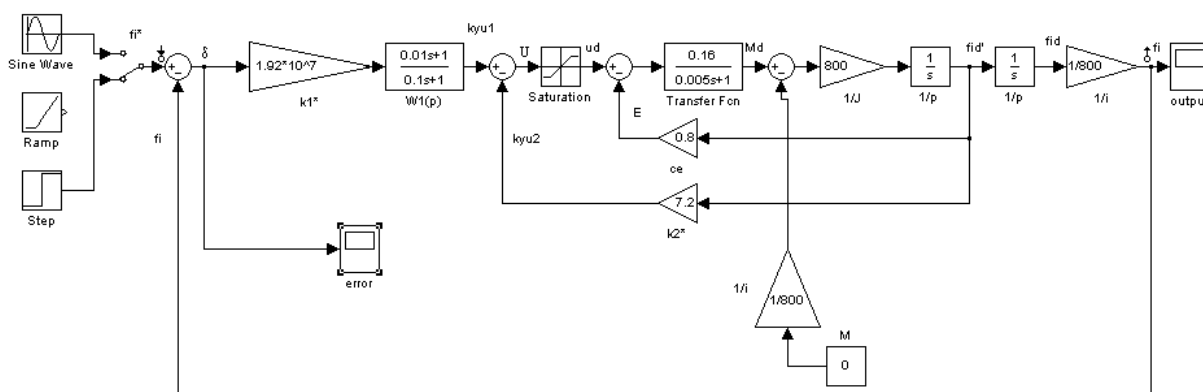 Sine Wave
fi*
δ
1.92*10^7
k1*
kyu1
0.01s+1
0.1s+1
W1(p)
U
Saturation
ud
0.16
0.005s+1
Transfer Fcn
Md
800
1/J
1
s
1/p
fid'
1
s
1/p
fid
1/800
1/i
fi
output
Ramp
fi
kyu2
E
0.8
ce
Step
7.2
k2*
error
1/i
1/800
M
0